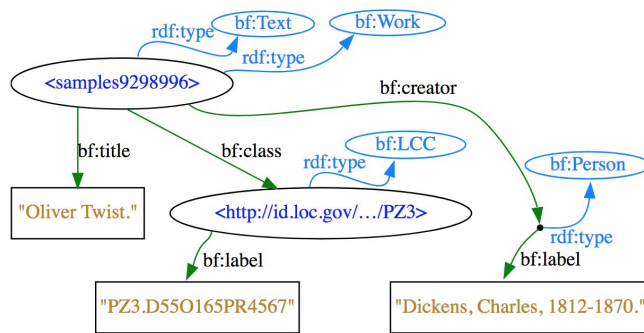 bf:Text
bf:Work
rdf:type
rdf:type
<samples9298996>
bf:creator
bf:title
bf:class
bf:LCC
rdf:type
bf:Person
"Oliver Twist."
<http://id.loc.gov/…/PZ3>
rdf:type
bf:label
bf:label
"PZ3.D55O165PR4567"
"Dickens, Charles, 1812-1870."